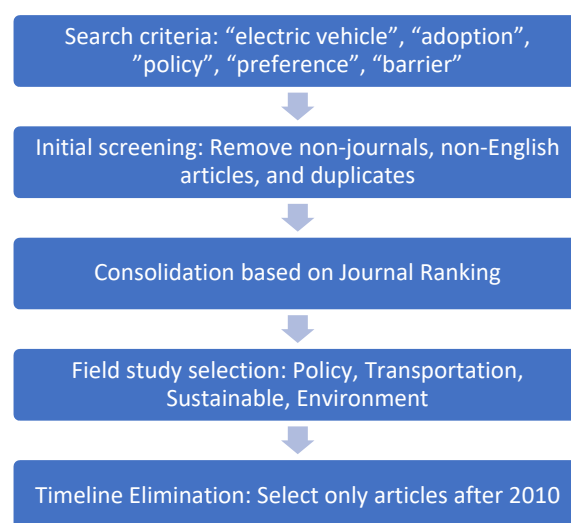 Search criteria: “electric vehicle”, “adoption”,
”policy”, “preference”, “barrier”
Initial screening: Remove non-journals, non-English
articles, and duplicates
Consolidation based on Journal Ranking
Field study selection: Policy, Transportation,
Sustainable, Environment
Timeline Elimination: Select only articles after 2010